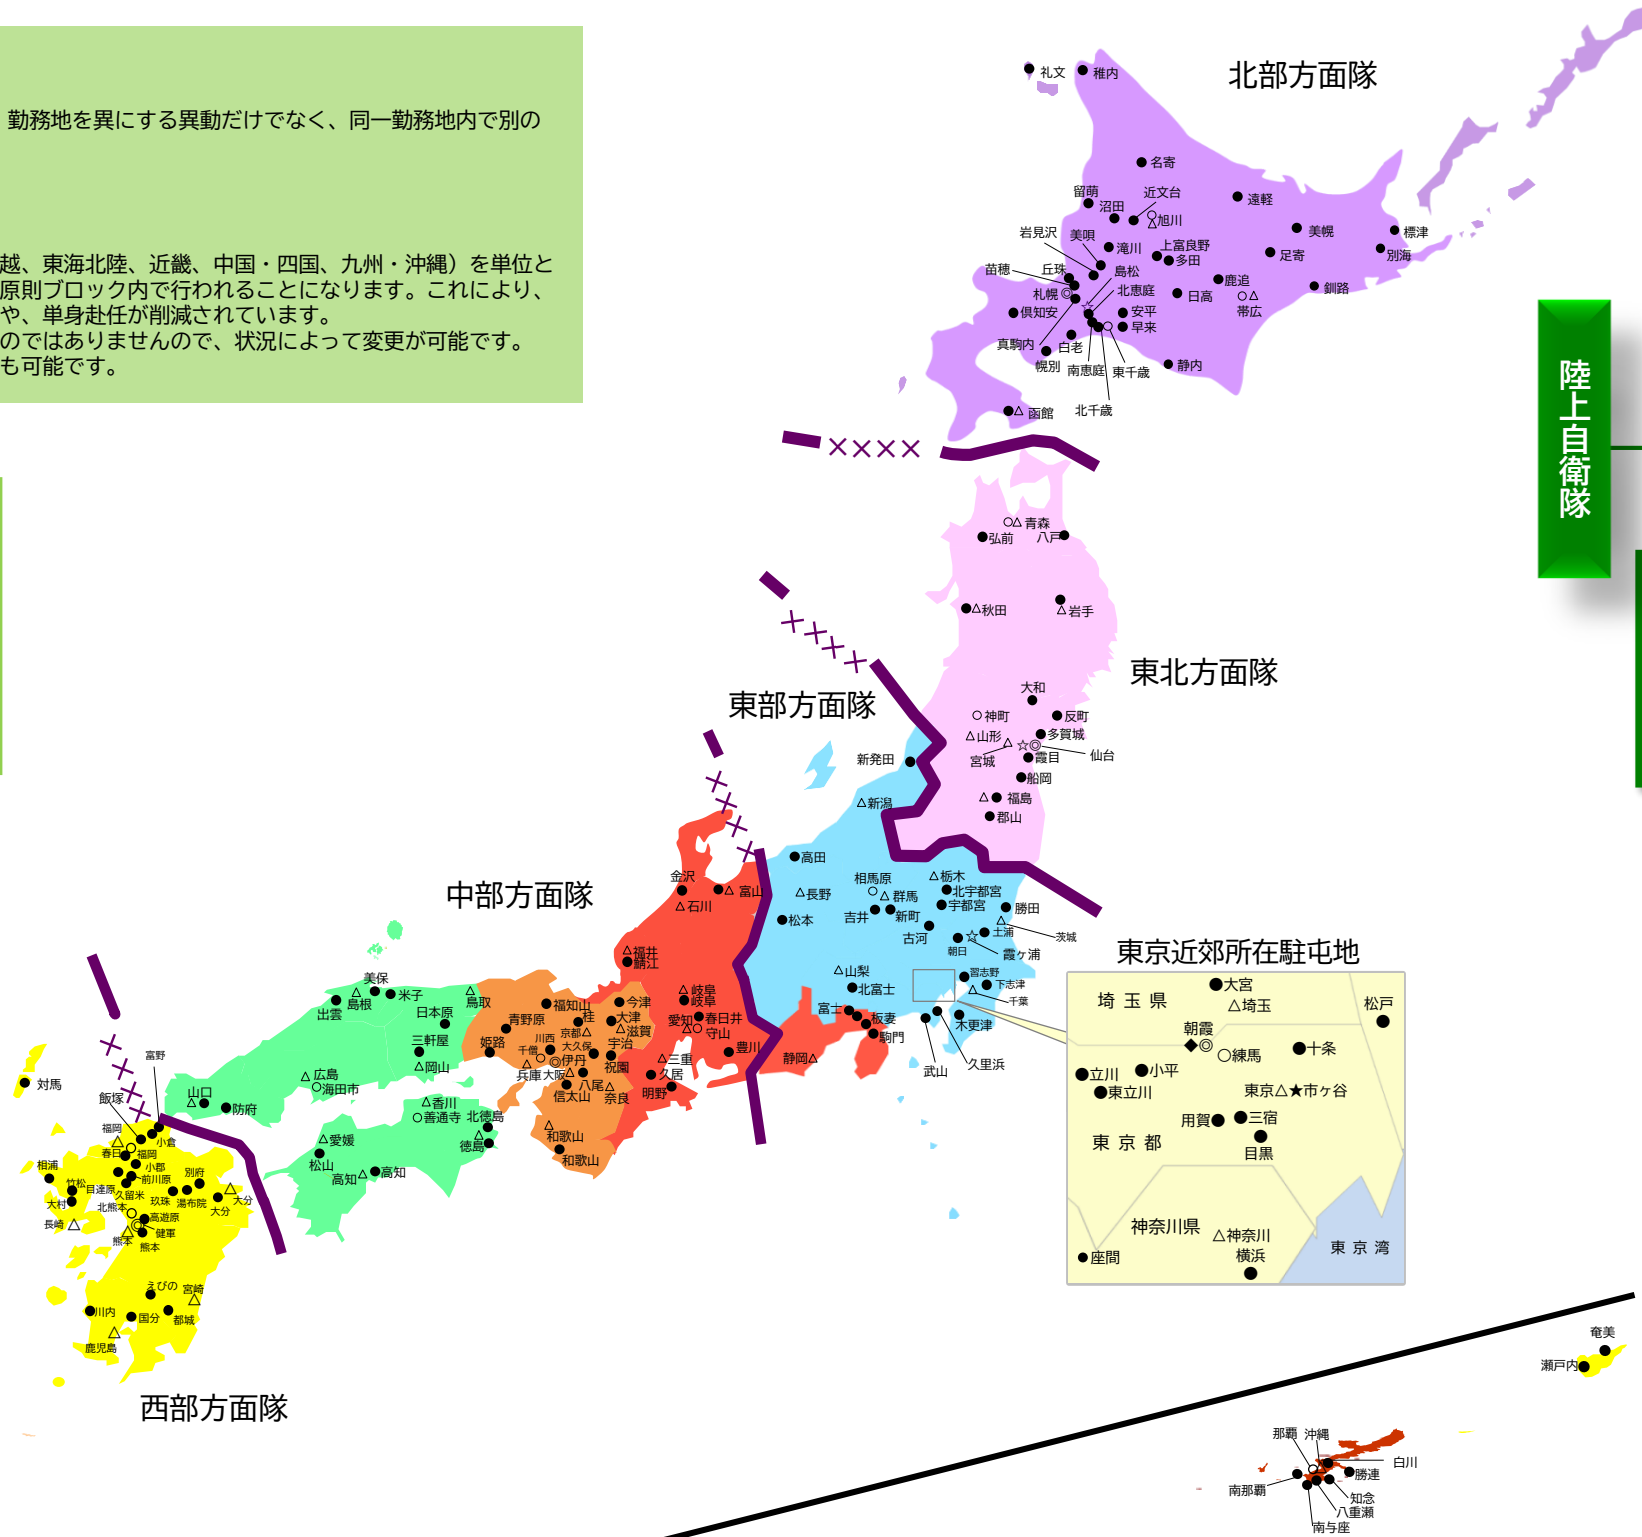 勤務地を異にする異動だけでなく、同一勤務地内で別の
越、東海北陸、近畿、中国・四国、九州・沖縄）を単位と
原則ブロック内で行われることになります。これにより、
や、単身赴任が削減されています。
のではありませんので、状況によって変更が可能です。
も可能です。
陸上自衛隊
北部方面隊
礼文
稚内
名寄
留萌
沼田
近文台
旭川
遠軽
美幌
標津
別海
足寄
岩見沢
美唄
滝川
上富良野
多田
苗穂
丘珠
島松
鹿追
釧路
札幌
北恵庭
日高
帯広
倶知安
安平
早来
真駒内
白老
幌別
南恵庭
東千歳
静内
北千歳
函館
東北方面隊
青森
弘前
八戸
秋田
岩手
大和
神町
反町
山形
多賀城
宮城
仙台
霞目
船岡
福島
郡山
東部方面隊
新発田
新潟
高田
長野
相馬原
群馬
栃木
北宇都宮
宇都宮
勝田
松本
吉井
新町
古河
朝日
土浦
茨城
霞ヶ浦
山梨
北富士
習志野
下志津
千葉
富士
板妻
駒門
木更津
静岡
武山
久里浜
中部方面隊
金沢
富山
石川
福井
鯖江
岐阜
岐阜
愛知
春日井
守山
豊川
三重
久居
明野
今津
福知山
桂
大津
滋賀
京都
青野原
川西
大久保
宇治
姫路
千僧
伊丹
祝園
兵庫
大阪
八尾
信太山
奈良
和歌山
和歌山
美保
島根
米子
鳥取
出雲
日本原
三軒屋
岡山
広島
海田市
山口
防府
香川
善通寺
北徳島
徳島
愛媛
松山
高知
高知
西部方面隊
対馬
富野
飯塚
福岡
小倉
春日
福岡
小郡
相浦
前川原
別府
竹松
目達原
久留米
玖珠
湯布院
大分
大分
大村
北熊本
高遊原
長崎
健軍
熊本
熊本
えびの
宮崎
川内
国分
都城
鹿児島
東京近郊所在駐屯地
大宮
埼玉県
埼玉
松戸
朝霞
練馬
十条
小平
立川
東立川
東京
市ヶ谷
用賀
三宿
東京都
目黒
神奈川県
神奈川
横浜
座間
東京湾
奄美
瀬戸内
那覇
沖縄
白川
勝連
南那覇
知念
八重瀬
南与座